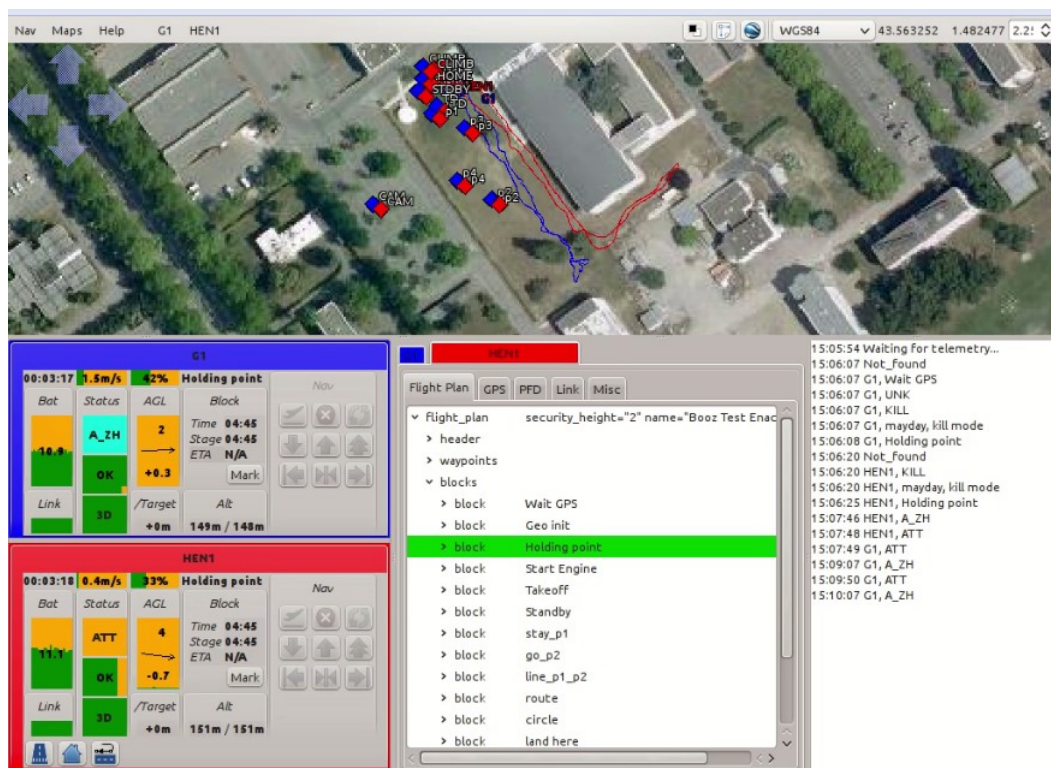 Nav Maps Help G1 HEN1 WGS84 43.563252 1.482477 2.2
CLIMB
HOME
HEN1
STDBY
G1
TD
p1
p3
p4 p4
p2
p2
CAM
CAM
G1
00:03:17 1.5m/s 42% Holding point
Nav
Bat Status AGL Block
A_ZH 2 Time 04:45
Stage 04:45
10.9 ETA N/A
OK +0.3 Mark
Link /Target Alt
3D +0m 149m / 148m
HEN1
00:03:18 0.4m/s 33% Holding point
Nav
Bat Status AGL Block
ATT 4 Time 04:45
Stage 04:45
11.1 ETA N/A
OK -0.7 Mark
Link /Target Alt
3D +0m 151m / 151m
HEN1
Flight Plan GPS PFD Link Misc
flight_plan security_height="2" name="Booz Test Enac
header
waypoints
blocks
block Wait GPS
block Geo init
block Holding point
block Start Engine
block Takeoff
block Standby
block stay_p1
block go_p2
block line_p1_p2
block route
block circle
block land here
15:05:54 Waiting for telemetry...
15:06:07 Not_found
15:06:07 G1, Wait GPS
15:06:07 G1, UNK
15:06:07 G1, KILL
15:06:07 G1, mayday, kill mode
15:06:08 G1, Holding point
15:06:20 Not_found
15:06:20 HEN1, KILL
15:06:20 HEN1, mayday, kill mode
15:06:25 HEN1, Holding point
15:07:46 HEN1, A_ZH
15:07:48 HEN1, ATT
15:07:49 G1, ATT
15:09:07 G1, A_ZH
15:09:50 G1, ATT
15:10:07 G1, A_ZH